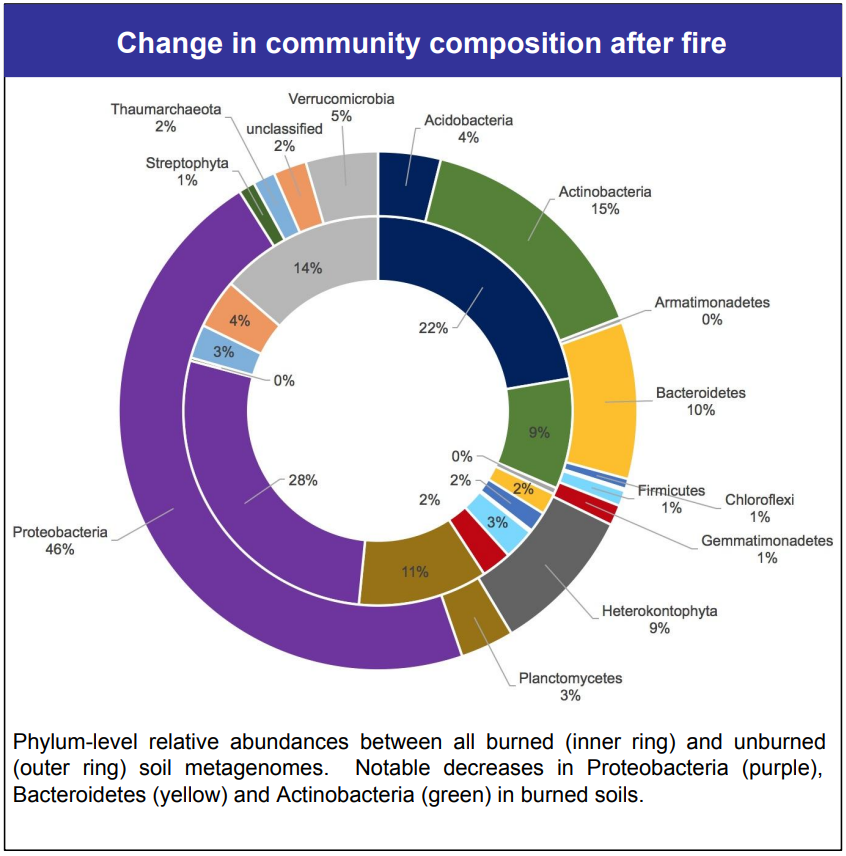 Change in community composition after fire
Verrucomicrobia
5%
Thaumarchaeota
2%
unclassified
2%
Streptophyta
1%
Acidobacteria
4%
Actinobacteria
15%
Armatimonadetes
0%
Bacteroidetes
10%
Firmicutes
1%
Chloroflexi
1%
Gemmatimonadetes
1%
Heterokontophyta
9%
Planctomycetes
3%
Proteobacteria
46%
14%
22%
4%
3%
0%
9%
0%
2%
2%
2%
3%
28%
11%
Phylum-level relative abundances between all burned (inner ring) and unburned
(outer ring) soil metagenomes. Notable decreases in Proteobacteria (purple),
Bacteroidetes (yellow) and Actinobacteria (green) in burned soils.